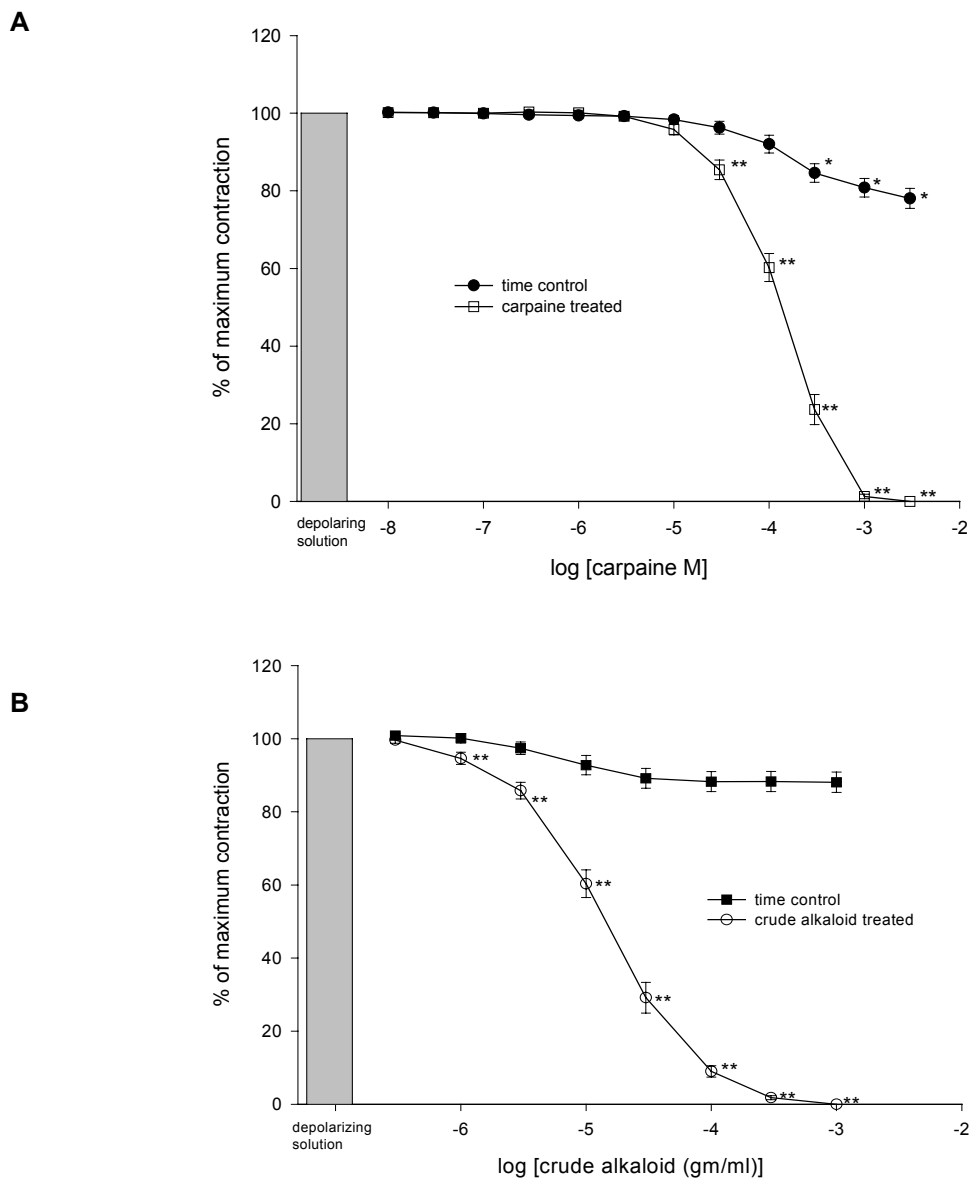 A
120
100
80
60
40
20
0
% of maximum contraction
**
*
*
*
**
**
**
**
time control
carpaine treated
depolaring
solution
-8
-7
-6
-5
-4
-3
-2
log [carpaine M]
B
120
100
80
60
40
20
0
% of maximum contraction
**
**
**
**
**
**
**
time control
crude alkaloid treated
depolarizing
solution
-6
-5
-4
-3
-2
log [crude alkaloid (gm/ml)]